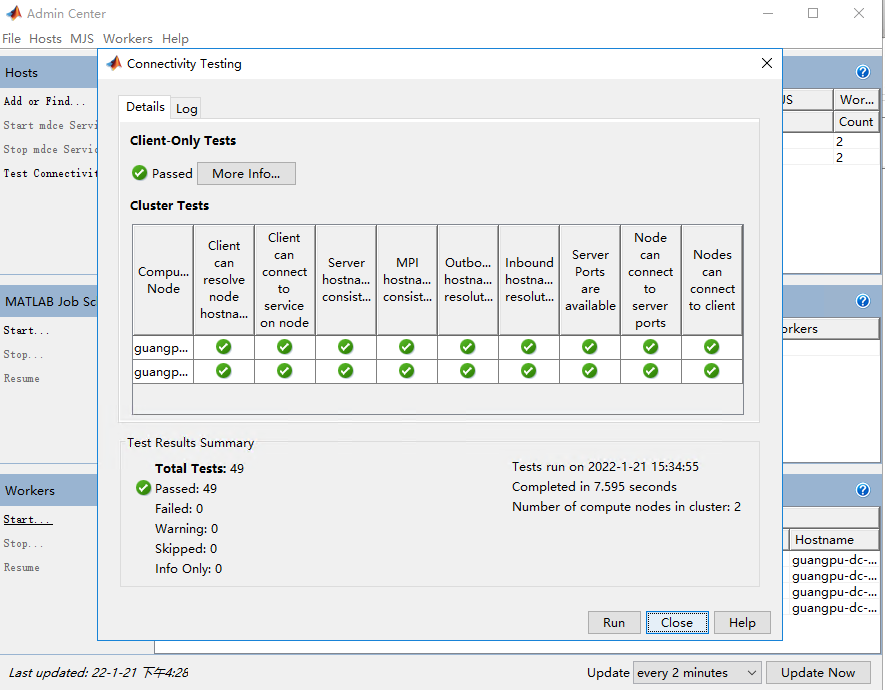 Admin Center
File Hosts MJS Workers Help
Hosts
Add or Find...
Start mdce Servi
Stop mdce Servic
Test Connectivit
MATLAB Job Sc
Start...
Stop...
Resume
Workers
Start...
Stop...
Resume
Connectivity Testing
Details Log
Client-Only Tests
Passed More Info...
Cluster Tests
Compu... Node
Client can resolve node hostna...
Client can connect to service on node
Server hostna... consist...
MPI hostna... consist...
Outbo... hostna... resolut...
Inbound hostna... resolut...
Server Ports are available
Node can connect to server ports
Nodes can connect to client
guangp...
guangp...
Test Results Summary
Total Tests: 49
Passed: 49
Failed: 0
Warning: 0
Skipped: 0
Info Only: 0
Tests run on 2022-1-21 15:34:55
Completed in 7.595 seconds
Number of compute nodes in cluster: 2
Run Close Help
JS Wor...
Count
2
2
orkers
Hostname
guangpu-dc-...
guangpu-dc-...
guangpu-dc-...
guangpu-dc-...
Last updated: 22-1-21 下午4:28
Update every 2 minutes Update Now